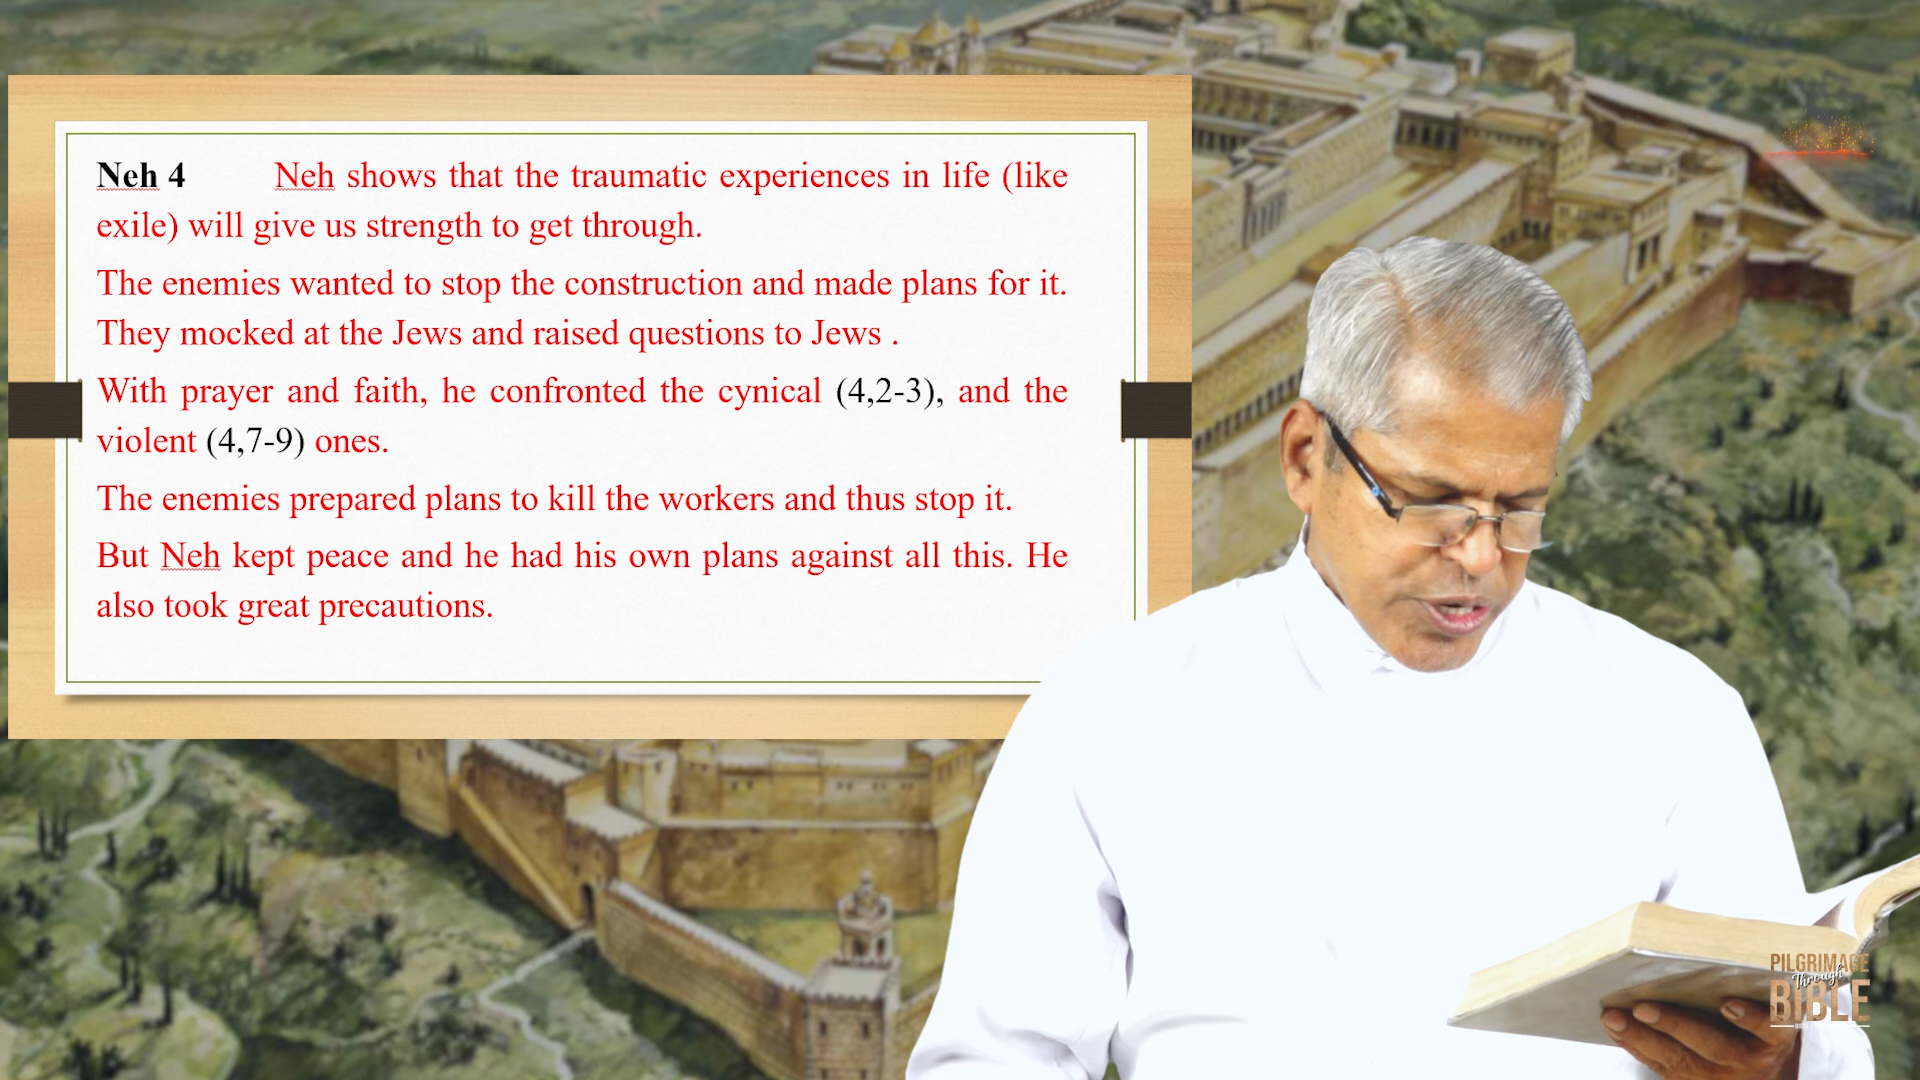 Neh 4 Neh shows that the traumatic experiences in life (like
exile) will give us strength to get through.
The enemies wanted to stop the construction and made plans for it.
They mocked at the Jews and raised questions to Jews .
With prayer and faith, he confronted the cynical (4,2-3), and the
violent (4,7-9) ones.
The enemies prepared plans to kill the workers and thus stop it.
But Neh kept peace and he had his own plans against all this. He
also took great precautions.
PILGRIMAGE
Through
BIBLE